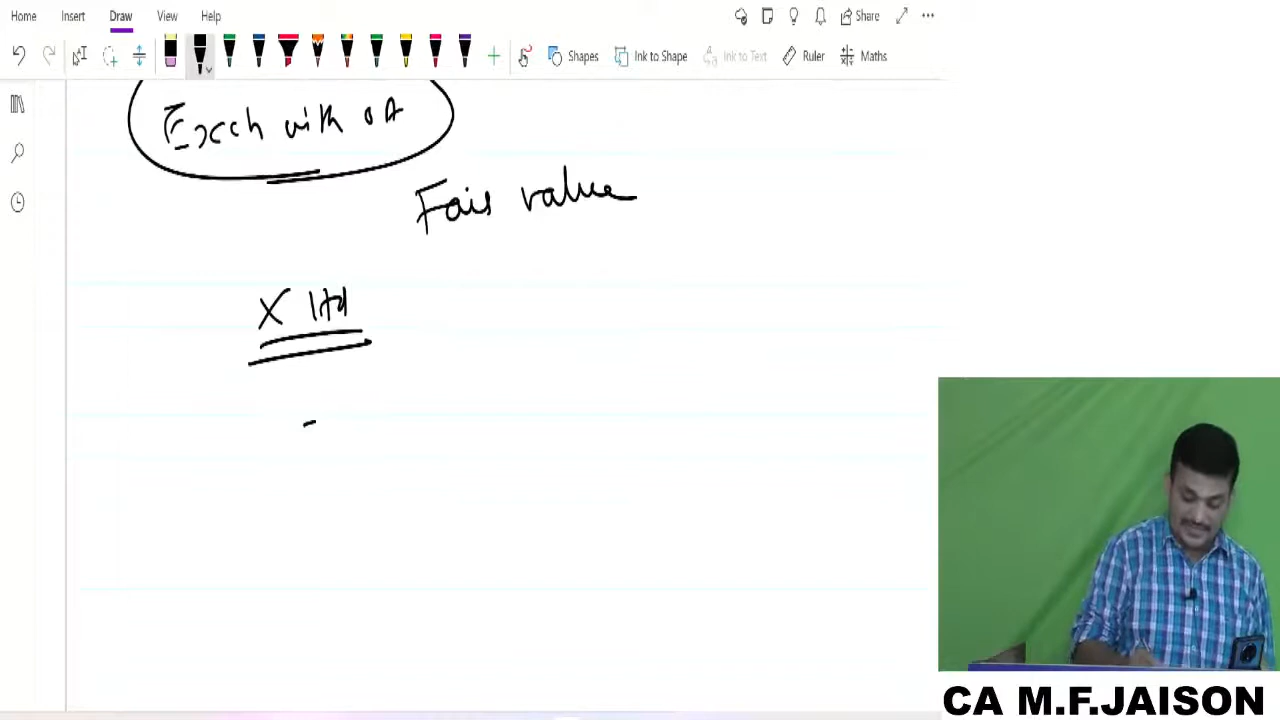 Home Insert Draw View Help Share
Shapes Ink to Shape Ink to Text Ruler Maths
Exch with OA
Fair value
X ltd
CA M.F.JAISON